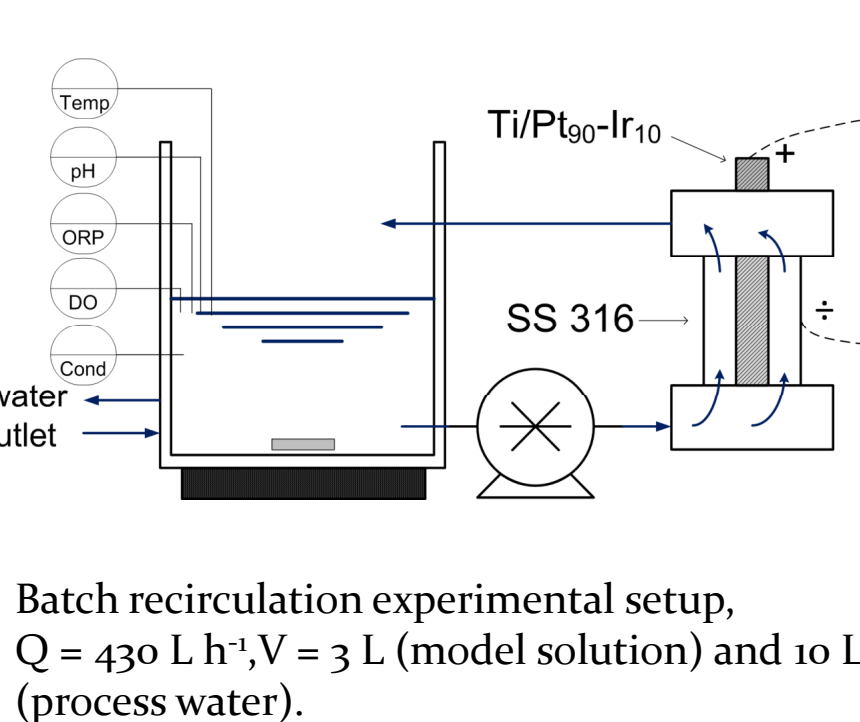 Temp
pH
ORP
DO
Cond
water
utlet
Ti/Pt₉₀-Ir₁₀
+
SS 316
÷
Batch recirculation experimental setup,
Q = 430 L h⁻¹,V = 3 L (model solution) and 10 L
(process water).